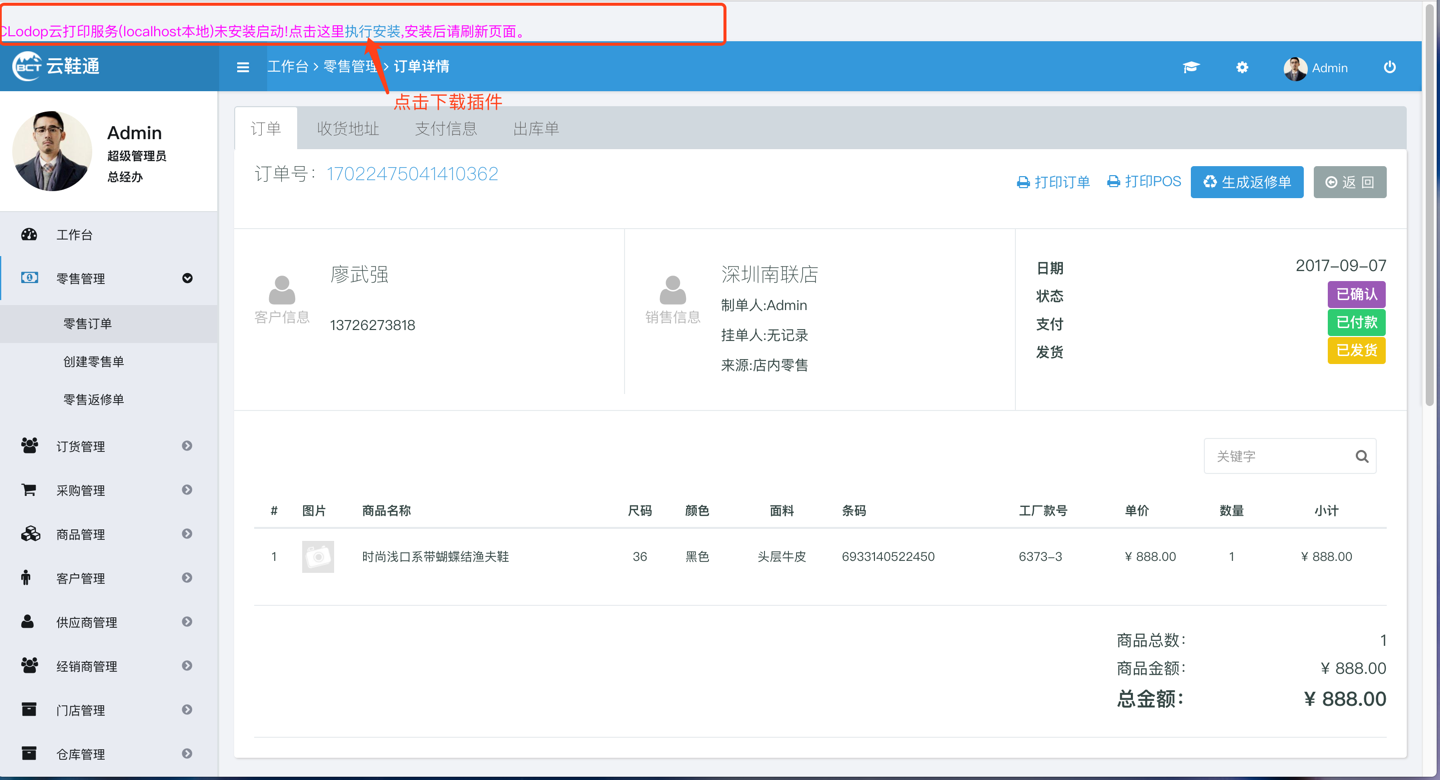 CLodop云打印服务(localhost本地)未安装启动!点击这里执行安装,安装后请刷新页面。
BCT 云鞋通
工作台 > 零售管理 > 订单详情
Admin
点击下载插件
Admin
超级管理员
总经办
工作台
零售管理
零售订单
创建零售单
零售返修单
订货管理
采购管理
商品管理
客户管理
供应商管理
经销商管理
门店管理
仓库管理
订单 收货地址 支付信息 出库单
订单号: 17022475041410362
打印订单 打印POS 生成返修单 返 回
客户信息
廖武强
13726273818
销售信息
深圳南联店
制单人:Admin
挂单人:无记录
来源:店内零售
日期 2017-09-07
状态 已确认
支付 已付款
发货 已发货
关键字
# 图片 商品名称 尺码 颜色 面料 条码 工厂款号 单价 数量 小计
1 时尚浅口系带蝴蝶结渔夫鞋 36 黑色 头层牛皮 6933140522450 6373-3 ¥ 888.00 1 ¥ 888.00
商品总数: 1
商品金额: ¥ 888.00
总金额: ¥ 888.00